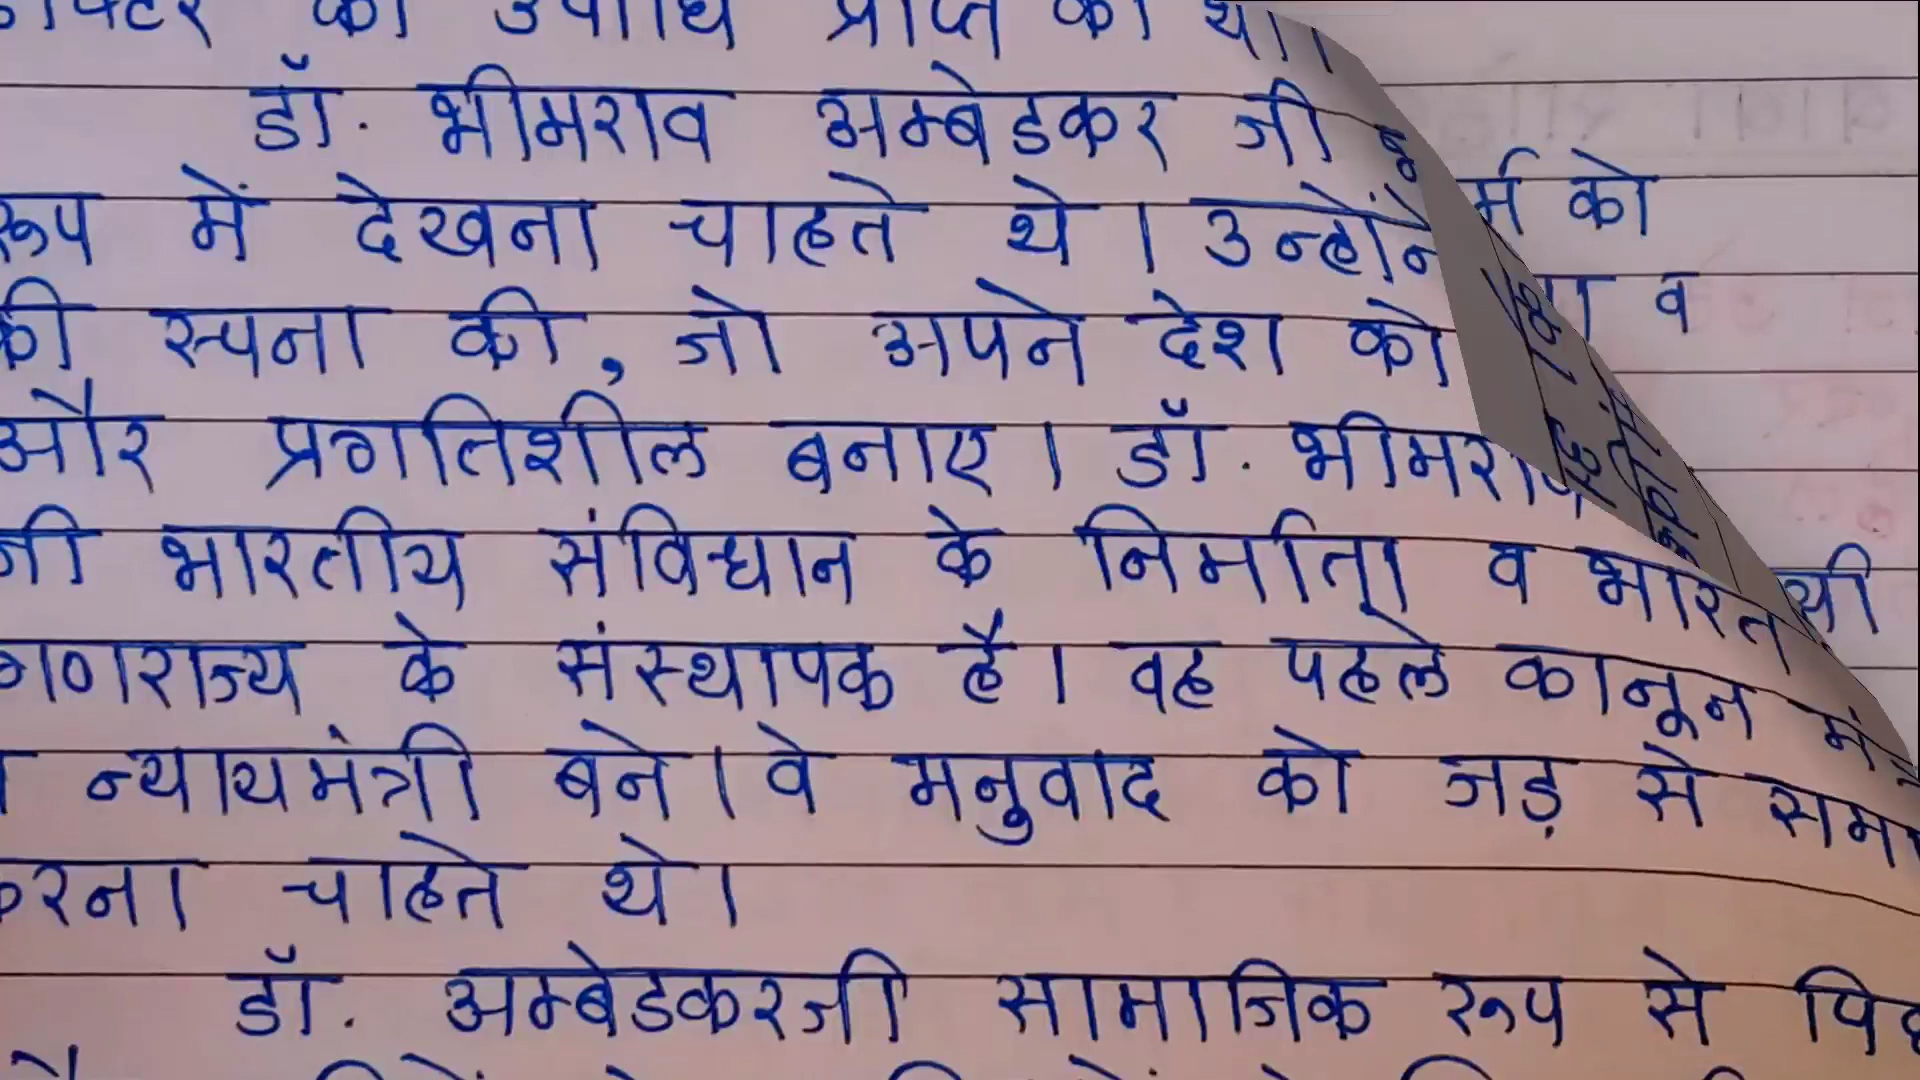 की उपाधि प्राप्त की थी।
डॉ. भीमराव अम्बेडकर जी
र्म को
रूप में देखना चाहते थे। उन्होंने
व
की रचना की, जो अपने देश को
और प्रगतिशील बनाए। डॉ. भीमरा
जी भारतीय संविधान के निर्माता व भारत
यी
गणराज्य के संस्थापक है। वह पहले कानून मं
न्यायमंत्री बने। वे मनुवाद को जड़ से समा
करना चाहते थे।
डॉ. अम्बेडकरजी सामाजिक रूप से पिछ